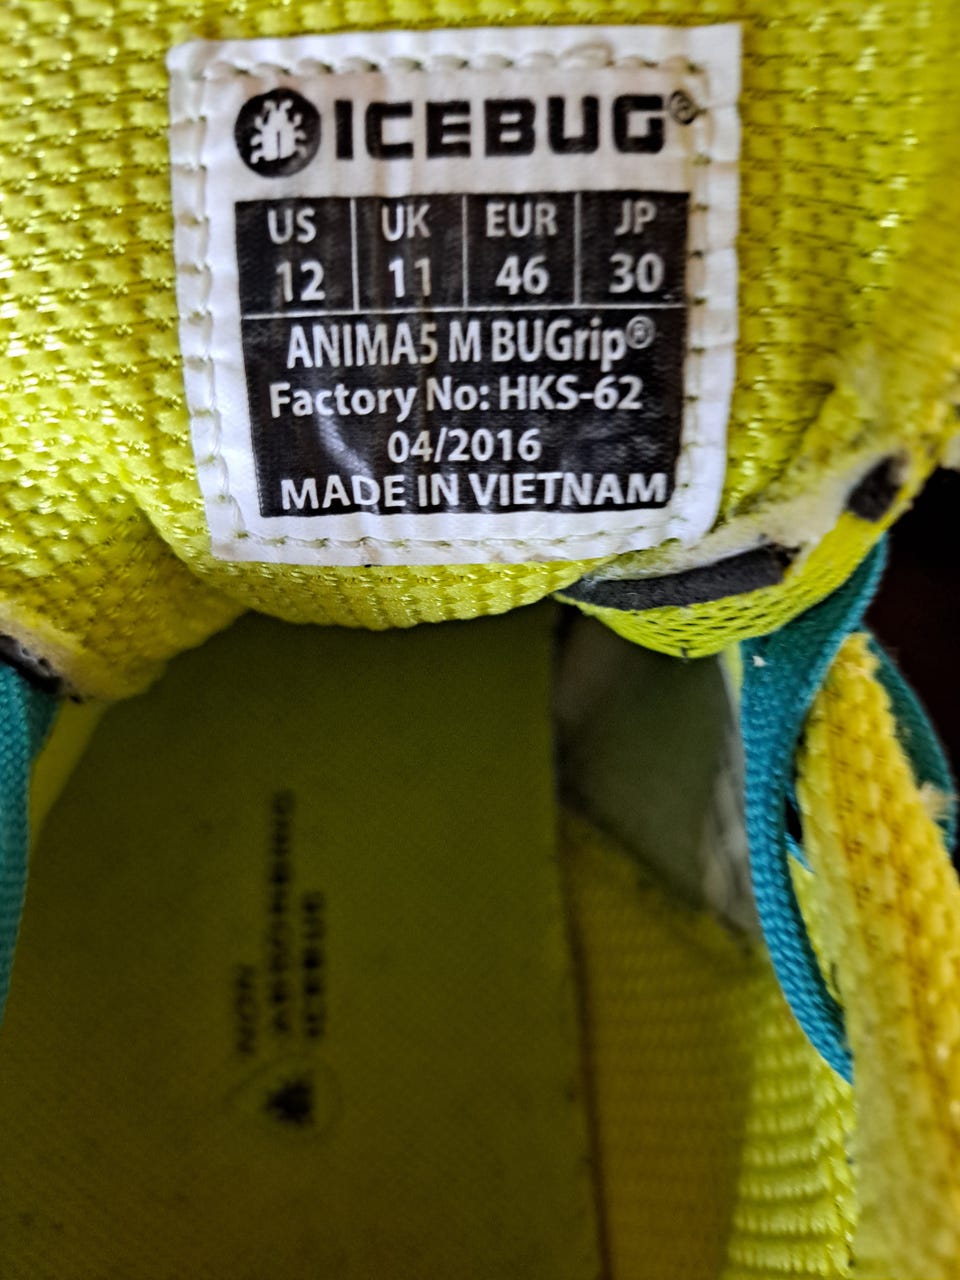 ICEBUG®
US UK EUR JP
12 11 46 30
ANIMA5 M BUGrip®
Factory No: HKS-62
04/2016
MADE IN VIETNAM
NON